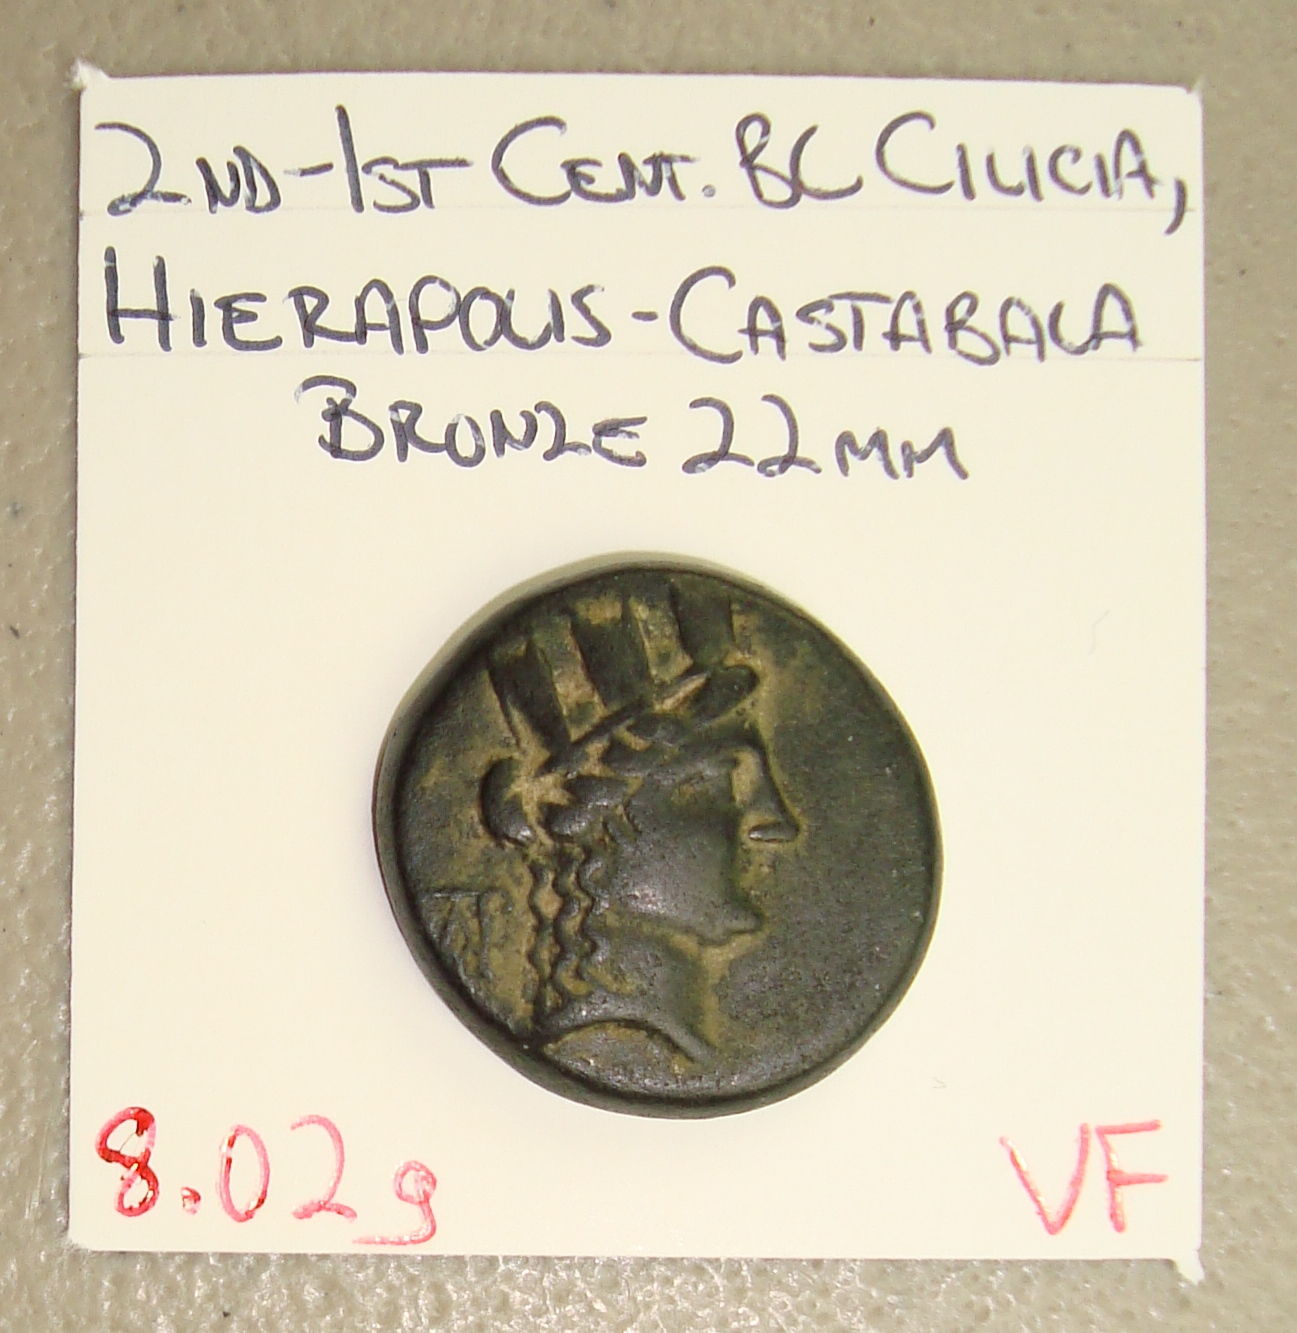 2ND-1ST CENT. BC CILICIA,
HIERAPOLIS-CASTABALA
BRONZE 22MM
8.02g VF